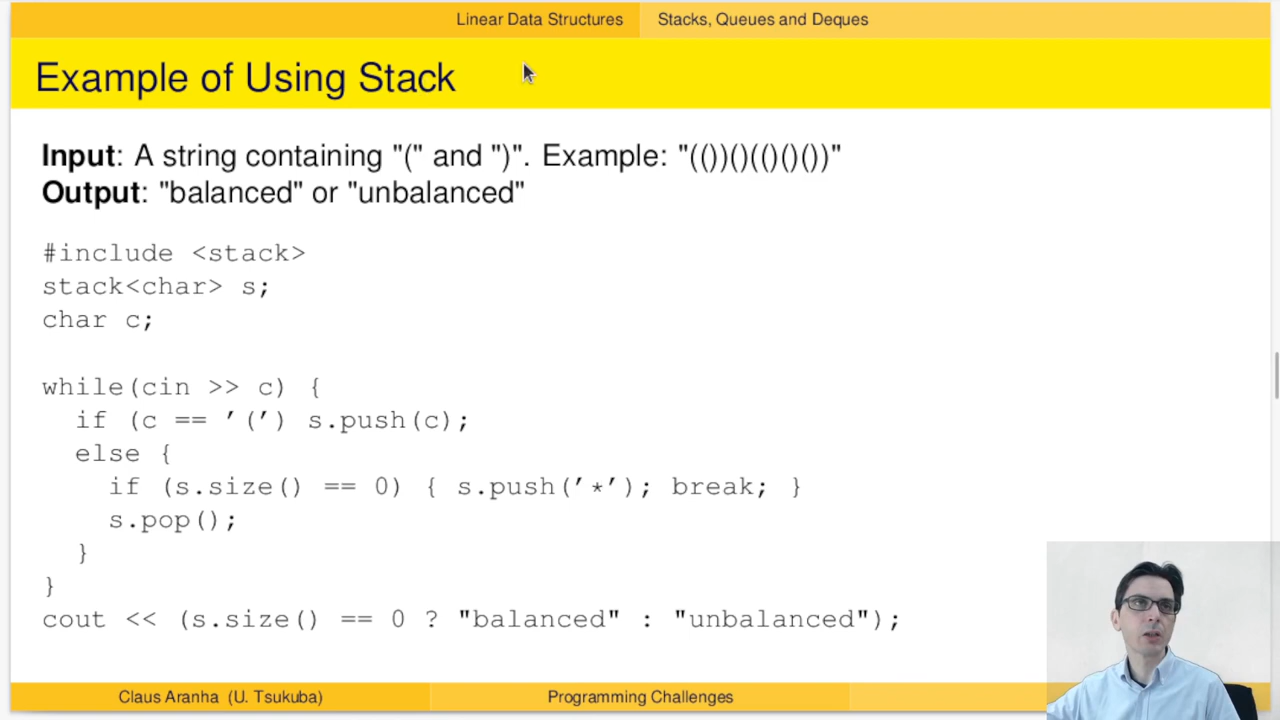 Linear Data Structures
Stacks, Queues and Deques
Example of Using Stack
Input: A string containing "(" and ")". Example: "(())()(()()())"
Output: "balanced" or "unbalanced"
#include <stack>
stack<char> s;
char c;
while(cin >> c) {
if (c == '(') s.push(c);
else {
if (s.size() == 0) { s.push('*'); break; }
s.pop();
}
}
cout << (s.size() == 0 ? "balanced" : "unbalanced");
Claus Aranha (U. Tsukuba)
Programming Challenges